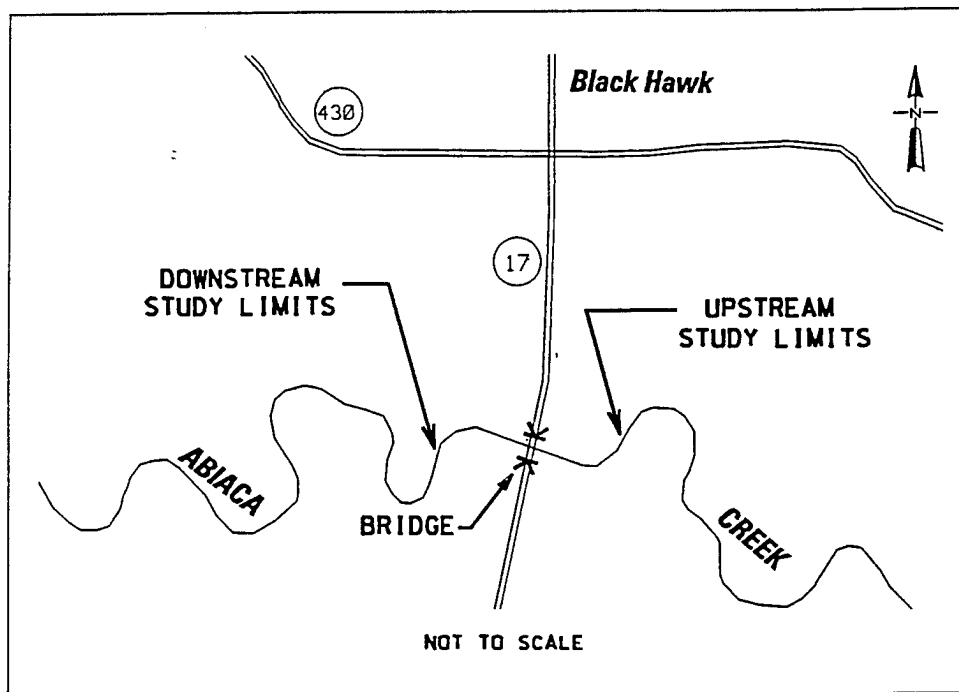 Black Hawk
430
N
17
DOWNSTREAM
STUDY LIMITS
UPSTREAM
STUDY LIMITS
ABIACA
BRIDGE
CREEK
NOT TO SCALE